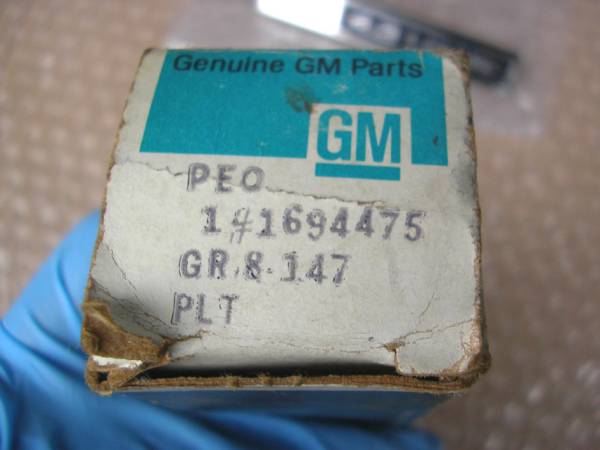 Genuine GM Parts
GM
PEO
1 #1694475
GR.8.147
PLT